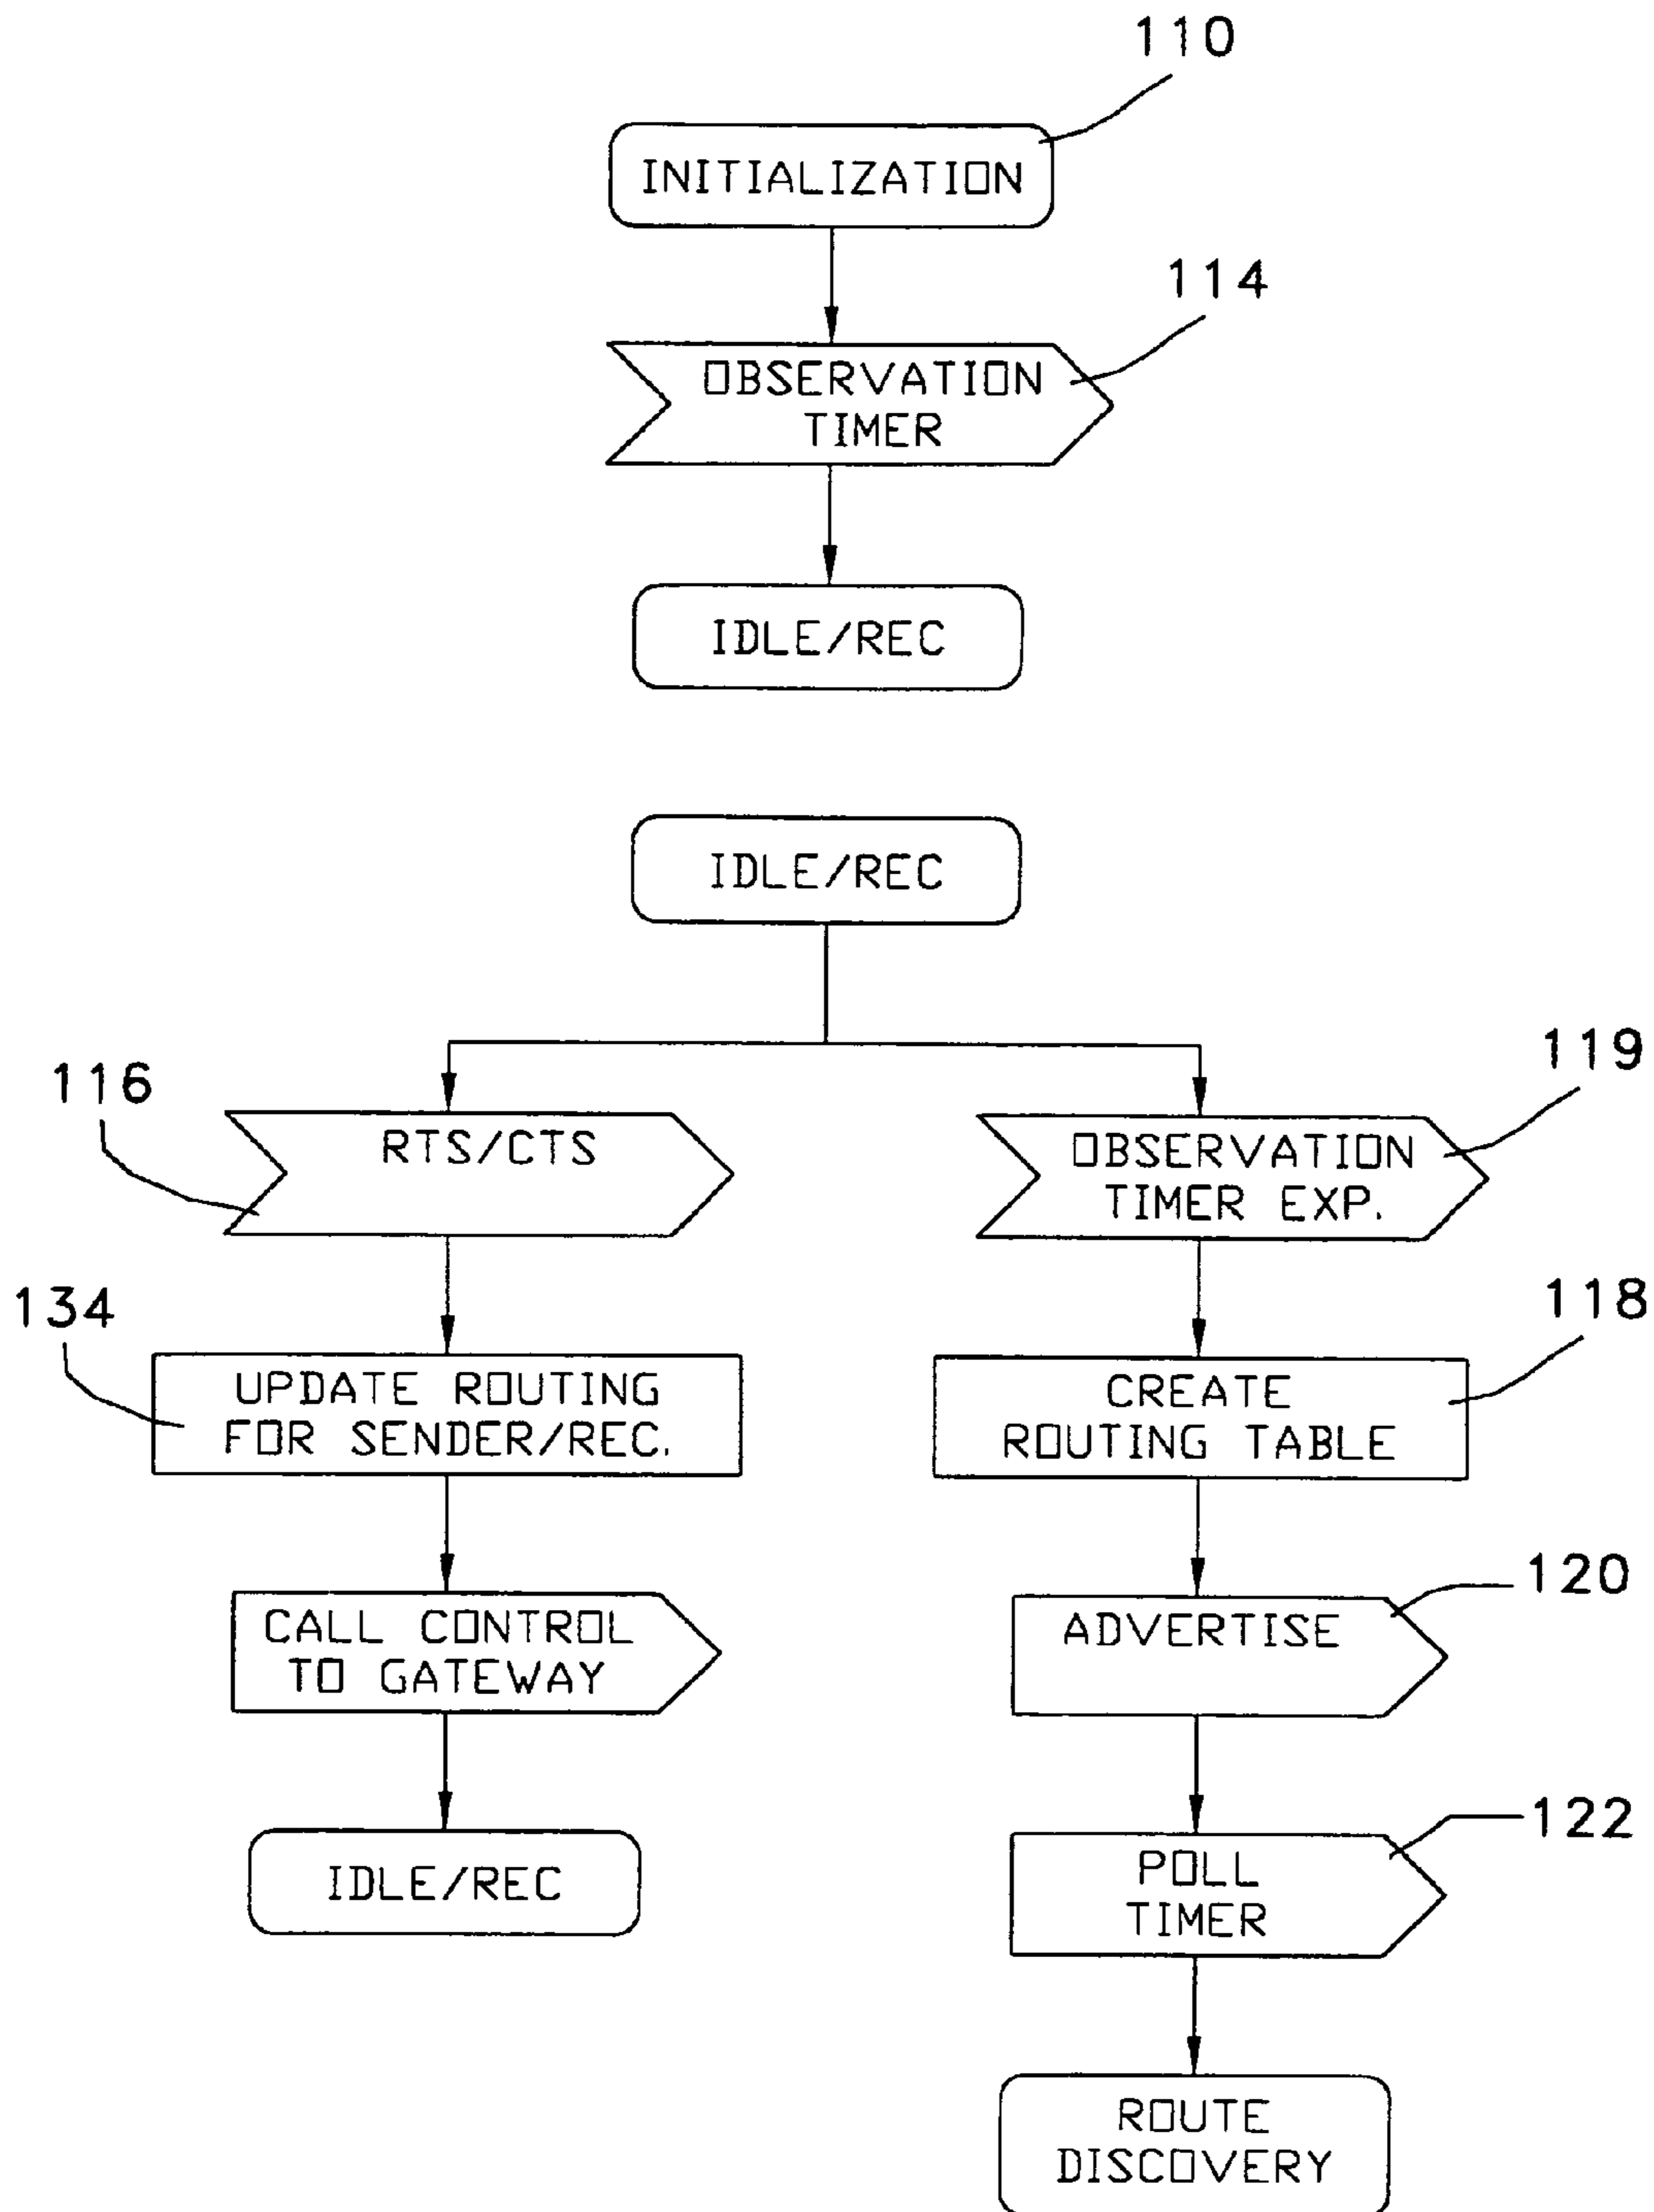 110
INITIALIZATION
114
OBSERVATION
TIMER
IDLE/REC
IDLE/REC
116
RTS/CTS
119
OBSERVATION
TIMER EXP.
134
UPDATE ROUTING
FOR SENDER/REC.
118
CREATE
ROUTING TABLE
CALL CONTROL
TO GATEWAY
120
ADVERTISE
IDLE/REC
122
POLL
TIMER
ROUTE
DISCOVERY